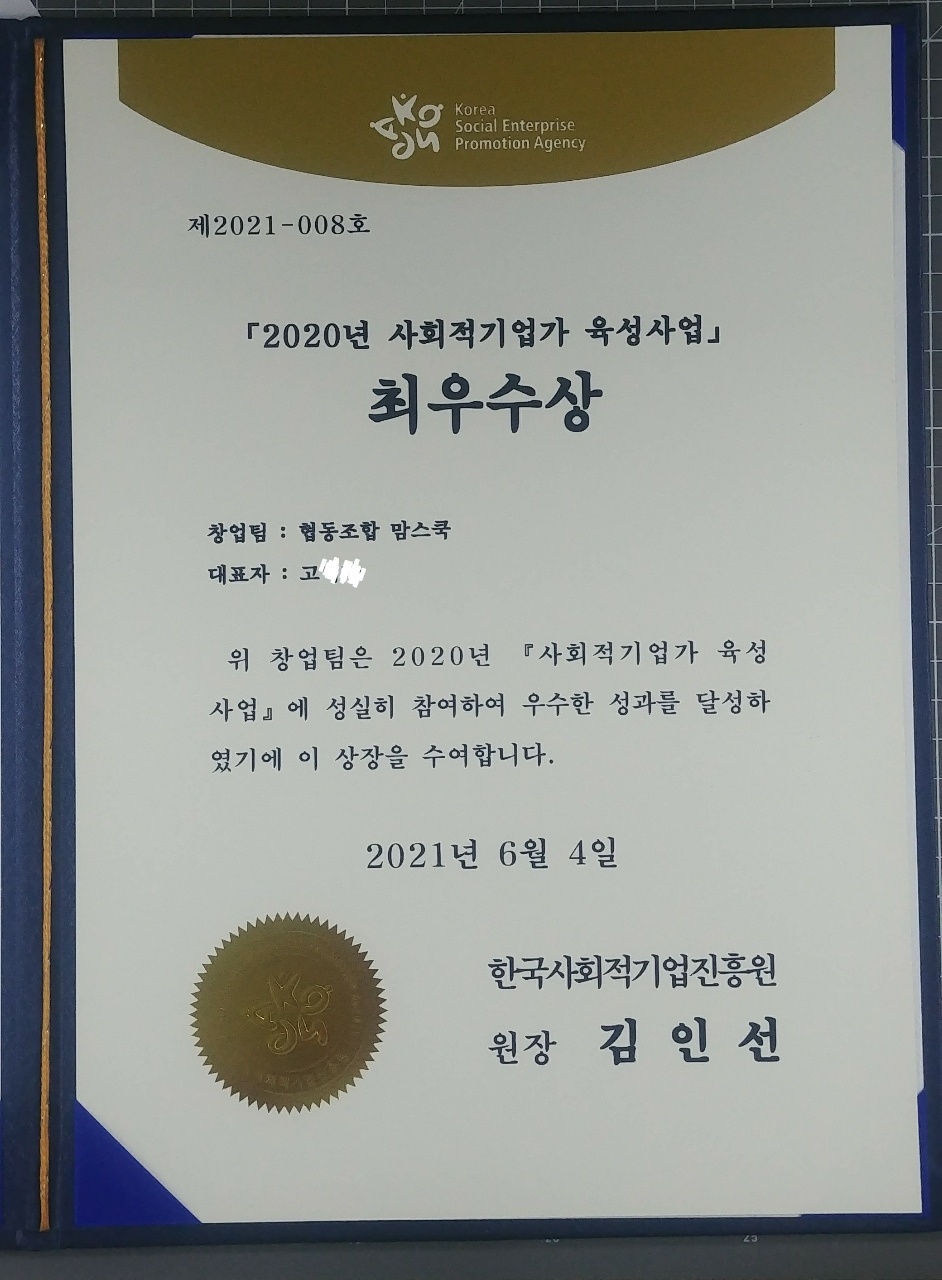 Korea
Social Enterprise
Promotion Agency
제2021-008호
「2020년 사회적기업가 육성사업」
최우수상
창업팀 : 협동조합 맘스쿡
대표자 : 고
위 창업팀은 2020년 『사회적기업가 육성
사업』에 성실히 참여하여 우수한 성과를 달성하
였기에 이 상장을 수여합니다.
2021년 6월 4일
한국사회적기업진흥원
원장 김 인 선